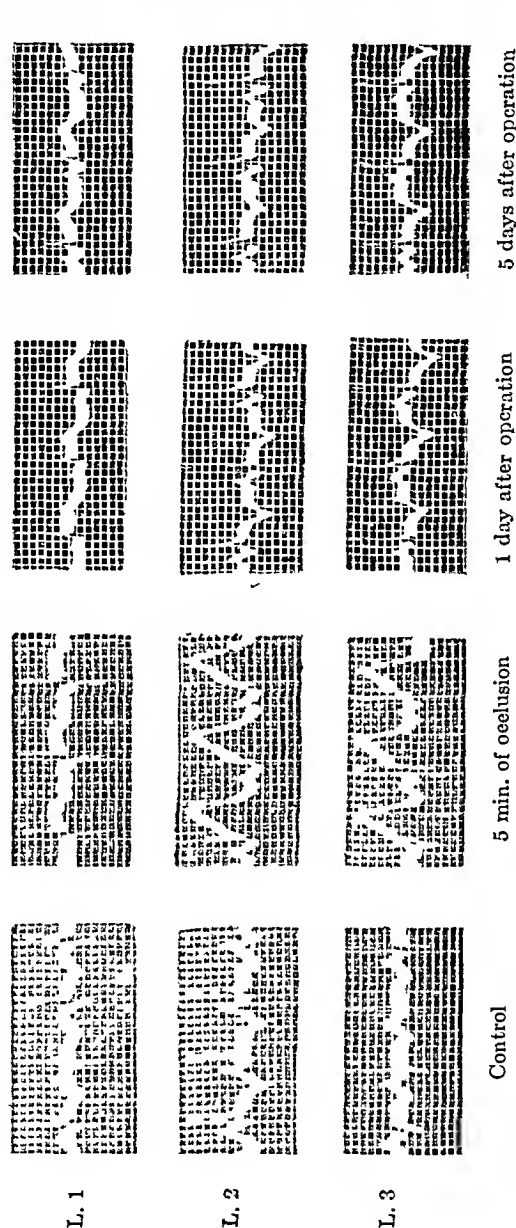 L. 1
L. 2
L. 3
Control
5 min. of occlusion
1 day after operation
5 days after operation